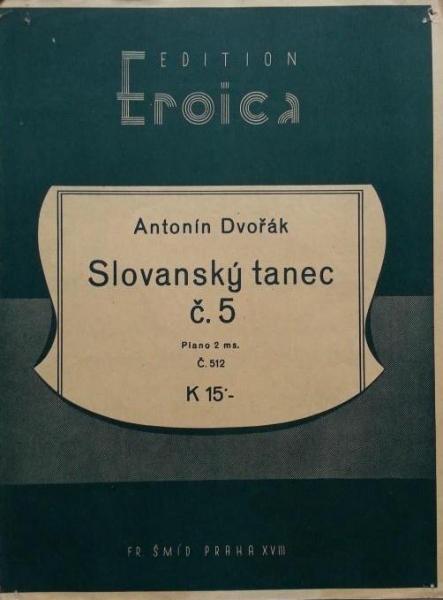 EDITION
Eroica
Antonín Dvořák
Slovanský tanec
č. 5
Piano 2 ms.
Č. 512
K 15·-
FR. ŠMÍD PRAHA XVIII